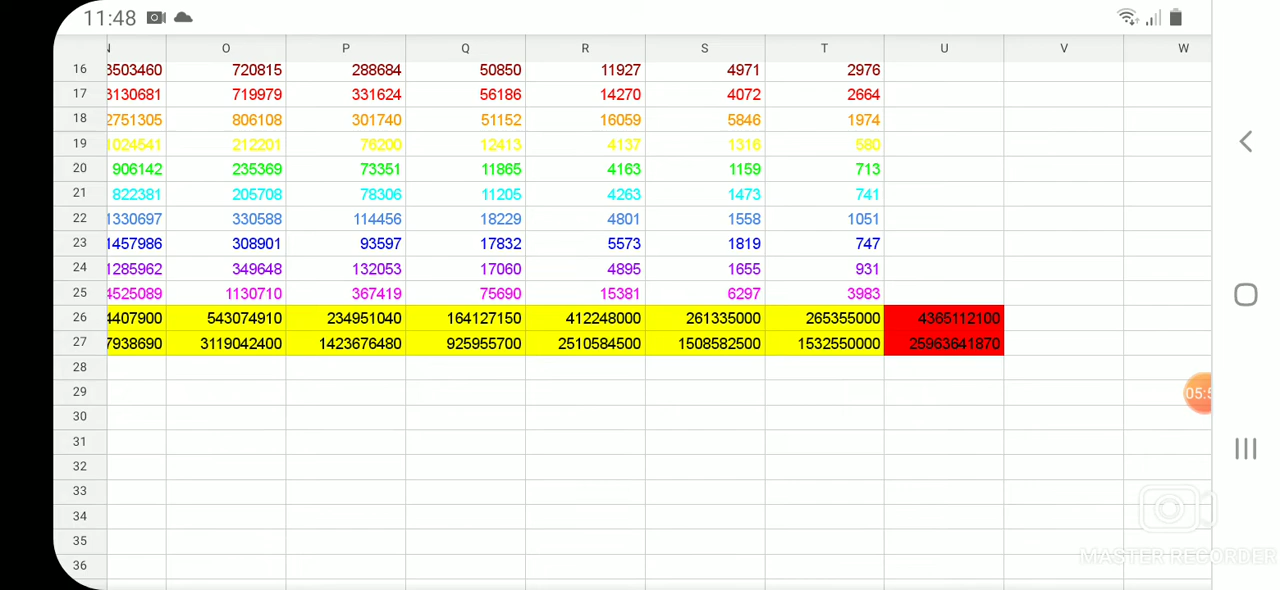 11:48
N O P Q R S T U V W
16 3503460 720815 288684 50850 11927 4971 2976
17 3130681 719979 331624 56186 14270 4072 2664
18 2751305 806108 301740 51152 16059 5846 1974
19 1024541 212201 76200 12413 4137 1316 580
20 906142 235369 73351 11865 4163 1159 713
21 822381 205708 78306 11205 4263 1473 741
22 1330697 330588 114456 18229 4801 1558 1051
23 1457986 308901 93597 17832 5573 1819 747
24 1285962 349648 132053 17060 4895 1655 931
25 4525089 1130710 367419 75690 15381 6297 3983
26 4407900 543074910 234951040 164127150 412248000 261335000 265355000 4365112100
27 7938690 3119042400 1423676480 925955700 2510584500 1508582500 1532550000 25963641870
28
29
05:5
30
31
32
33
34
35
MASTER RECORDER
36